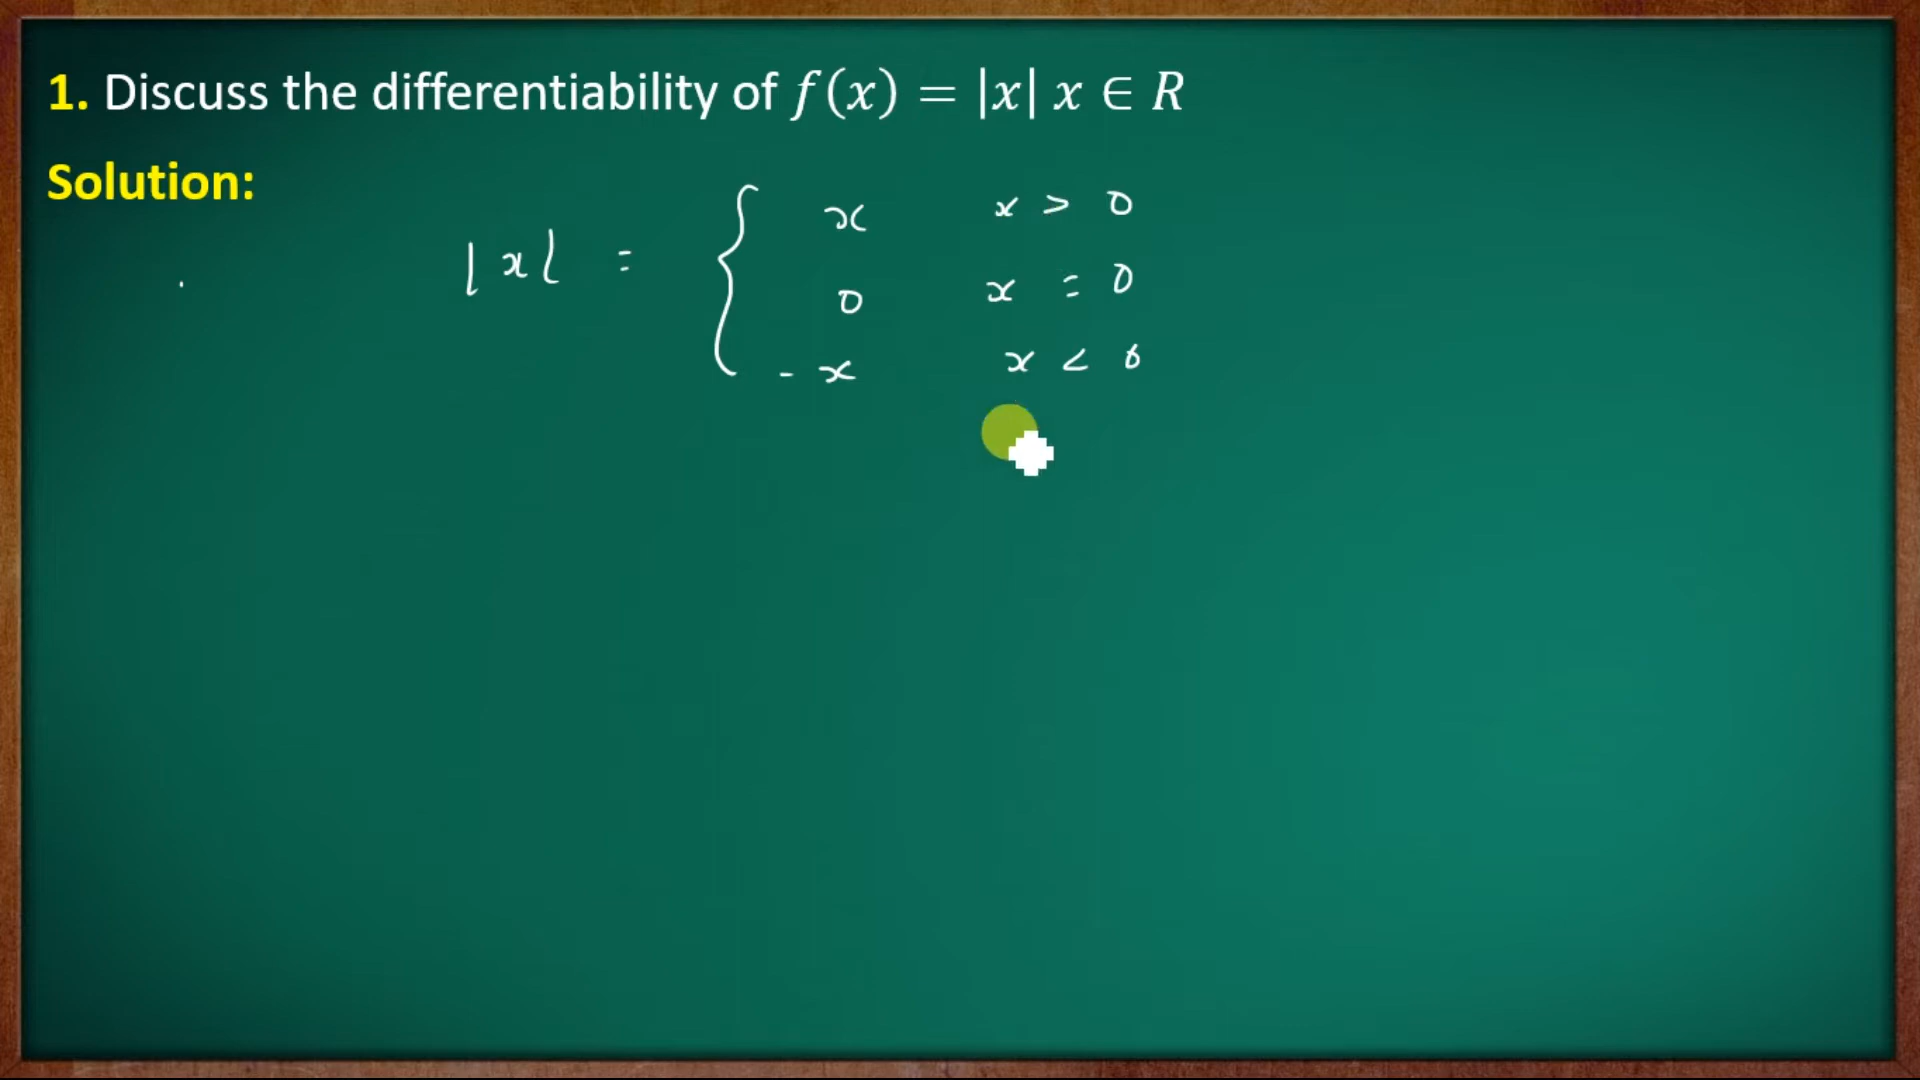 1. Discuss the differentiability of f(x) = |x| x ∈ R
Solution:
x x > 0
|x| = { 0 x = 0
- x x < 0